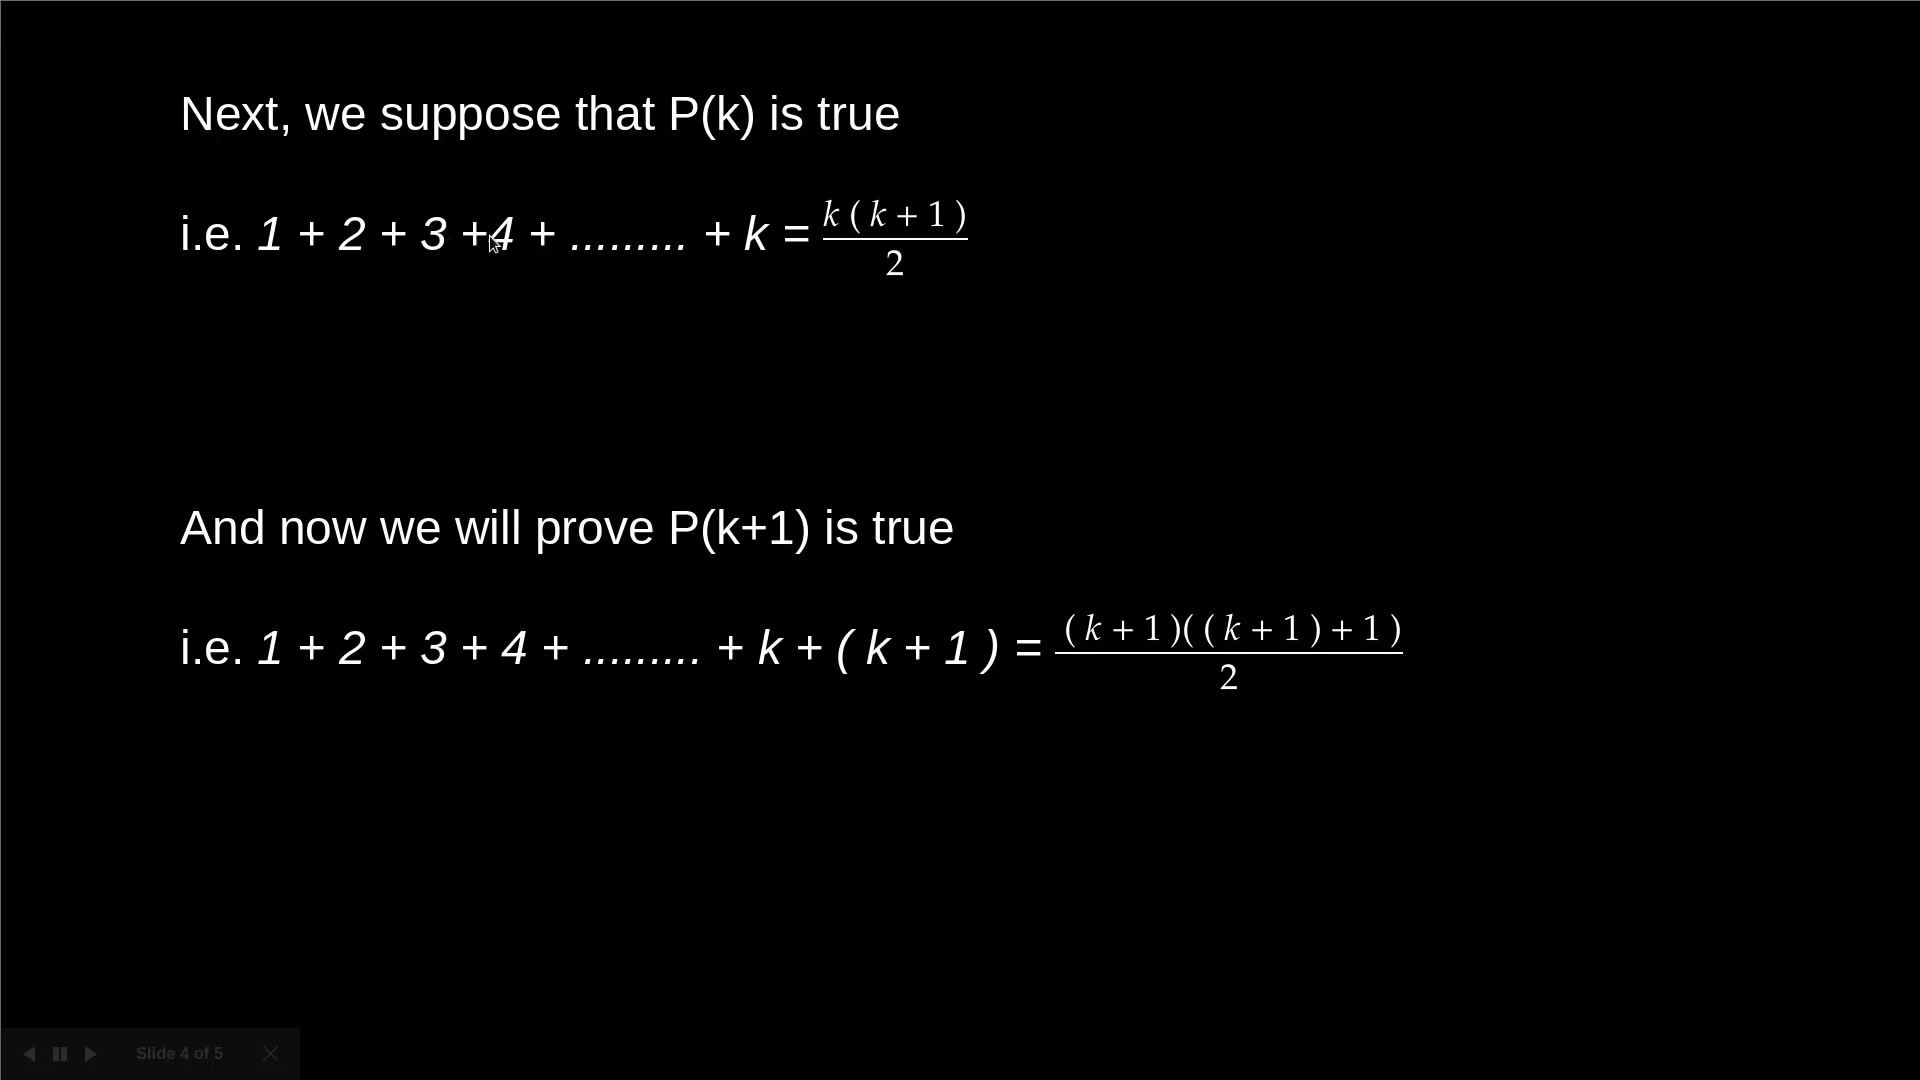 Next, we suppose that P(k) is true
i.e. 1 + 2 + 3 +4 + ......... + k = k ( k + 1 ) / 2
And now we will prove P(k+1) is true
i.e. 1 + 2 + 3 + 4 + ......... + k + ( k + 1 ) = ( k + 1 )( ( k + 1 ) + 1 ) / 2
Slide 4 of 5